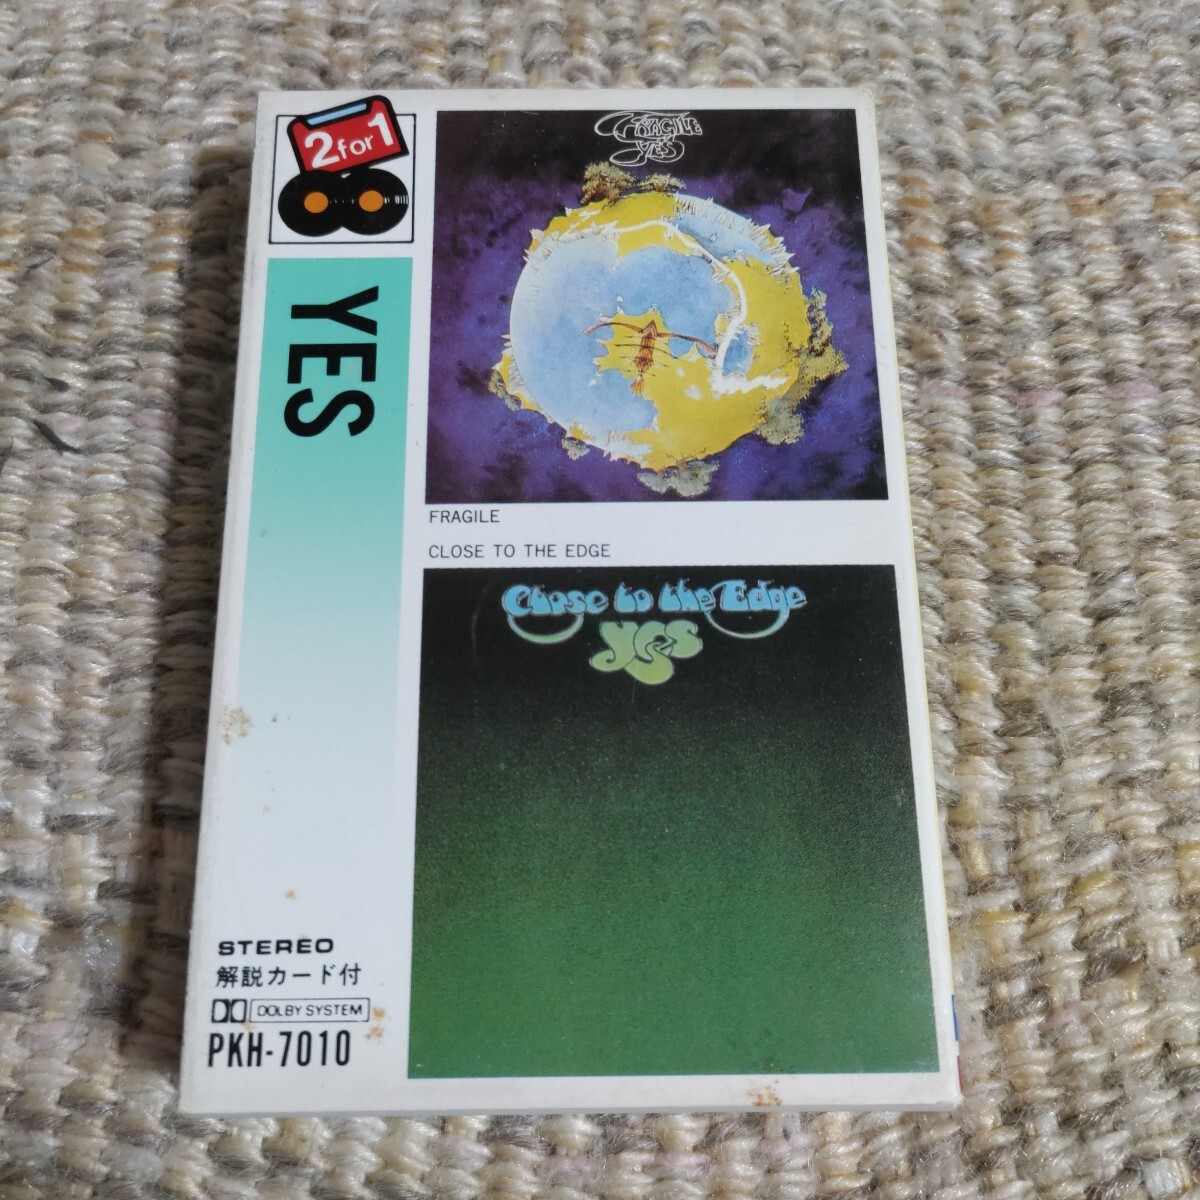 2 for 1
YES
FRAGILE
YES
FRAGILE
CLOSE TO THE EDGE
Close to the Edge
yes
STEREO
解説カード付
DOLBY SYSTEM
PKH-7010